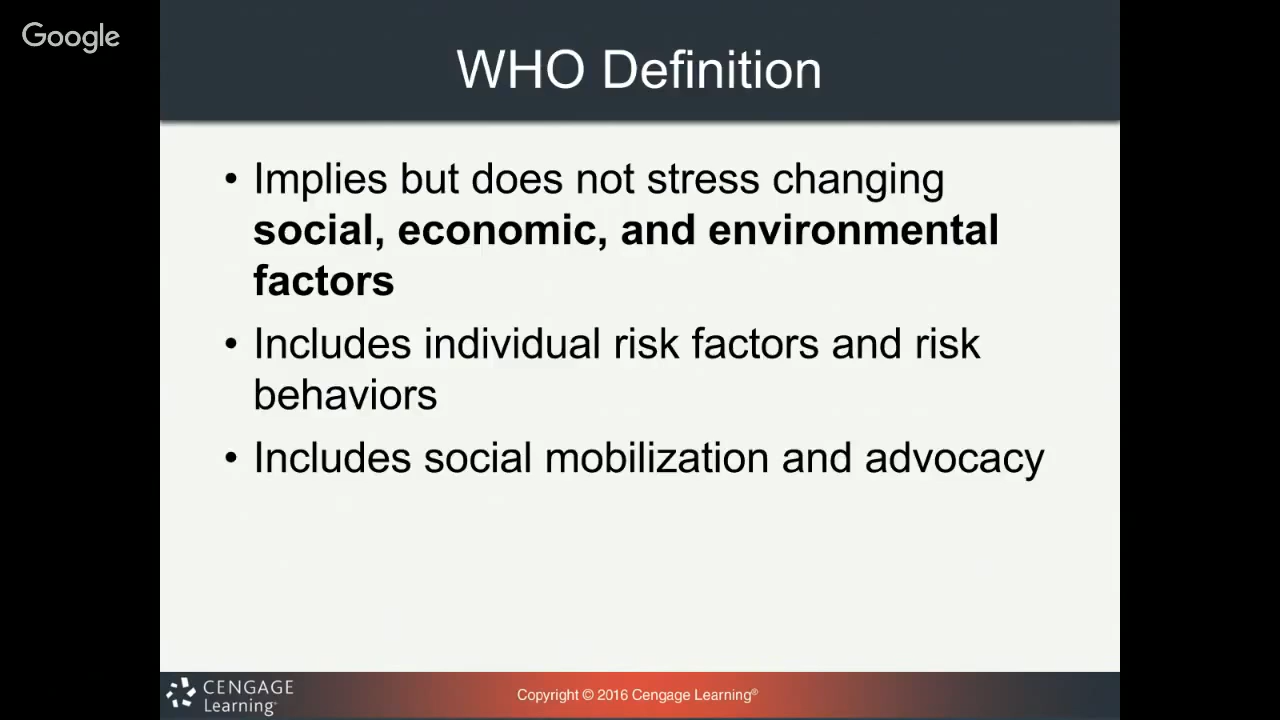 Google
WHO Definition
• Implies but does not stress changing
social, economic, and environmental
factors
• Includes individual risk factors and risk
behaviors
• Includes social mobilization and advocacy
CENGAGE
Learning
Copyright © 2016 Cengage Learning®